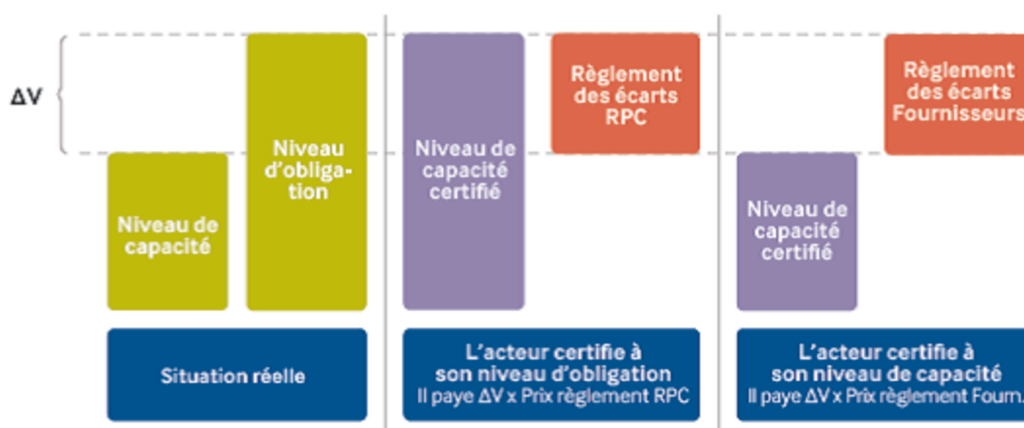 ΔV
Niveau de
capacité
Niveau
d'obliga-
tion
Situation réelle
Niveau de
capacité
certifié
Règlement
des écarts
RPC
L'acteur certifie à
son niveau d'obligation
Il paye ΔV x Prix règlement RPC
Niveau de
capacité
certifié
Règlement
des écarts
Fournisseurs
L'acteur certifie à
son niveau de capacité
Il paye ΔV x Prix règlement Fourn.